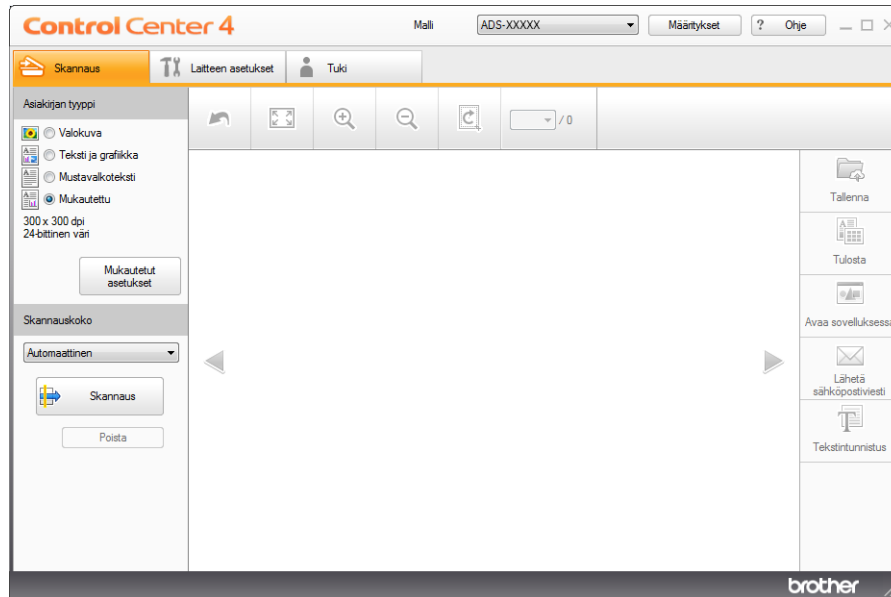 Control Center 4
Malli
ADS-XXXXX
Määritykset
? Ohje
Skannaus
Laitteen asetukset
Tuki
Asiakirjan tyyppi
Valokuva
Teksti ja grafiikka
Mustavalkoteksti
Mukautettu
300 x 300 dpi
24-bittinen väri
Mukautetut
asetukset
Skannauskoko
Automaattinen
Skannaus
Poista
/ 0
Tallenna
Tulosta
Avaa sovelluksessa
Lähetä
sähköpostiviesti
Tekstintunnistus
brother